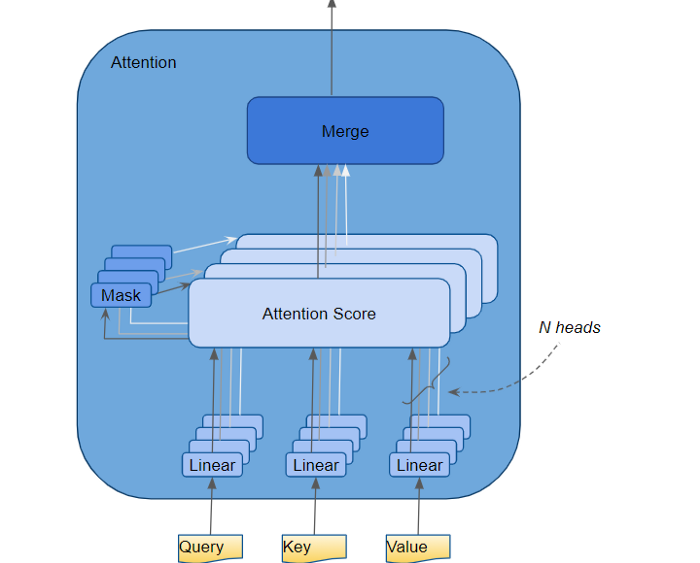 Attention
Merge
Mask
Attention Score
N heads
Linear
Linear
Linear
Query
Key
Value